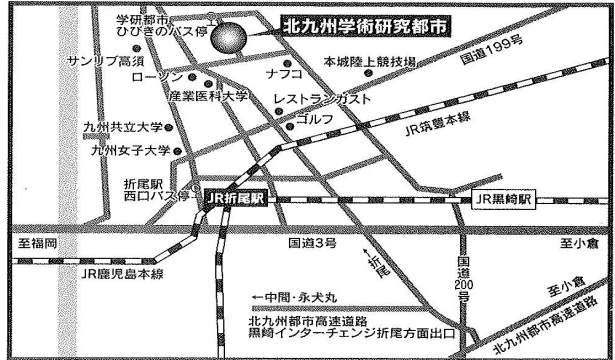 学研都市
ひびきのバス停
北九州学術研究都市
サンリブ高須
ローソン
産業医科大学
ナフコ
本城陸上競技場
国道199号
レストランガスト
ゴルフ
JR筑豊本線
九州共立大学
九州女子大学
折尾駅
西口バス停
JR折尾駅
JR黒崎駅
至福岡
国道3号
至小倉
JR鹿児島本線
←折尾
国道200号
←中間・永犬丸
至小倉
北九州都市高速道路
北九州都市高速道路
黒崎インターチェンジ折尾方面出口